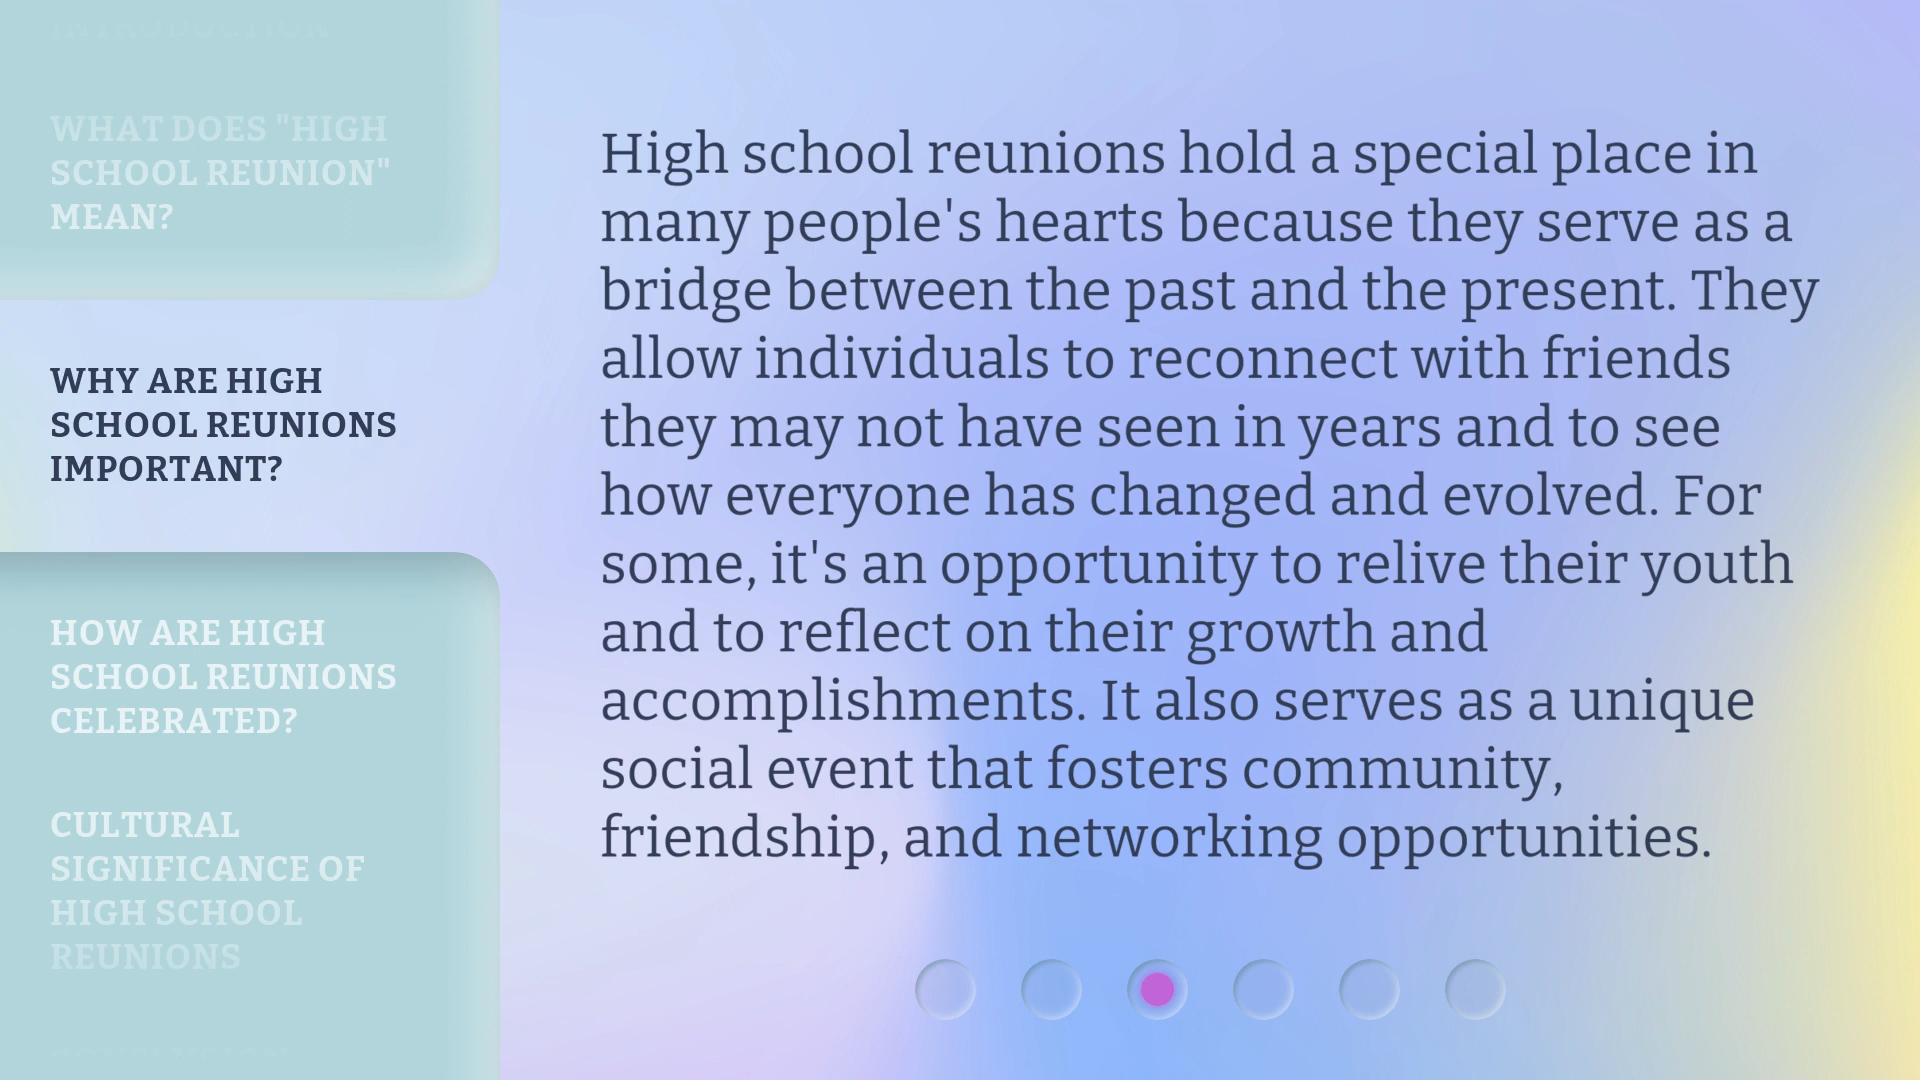 INTRODUCTION
WHAT DOES "HIGH
SCHOOL REUNION"
MEAN?
WHY ARE HIGH
SCHOOL REUNIONS
IMPORTANT?
HOW ARE HIGH
SCHOOL REUNIONS
CELEBRATED?
CULTURAL
SIGNIFICANCE OF
HIGH SCHOOL
REUNIONS
High school reunions hold a special place in
many people's hearts because they serve as a
bridge between the past and the present. They
allow individuals to reconnect with friends
they may not have seen in years and to see
how everyone has changed and evolved. For
some, it's an opportunity to relive their youth
and to reflect on their growth and
accomplishments. It also serves as a unique
social event that fosters community,
friendship, and networking opportunities.